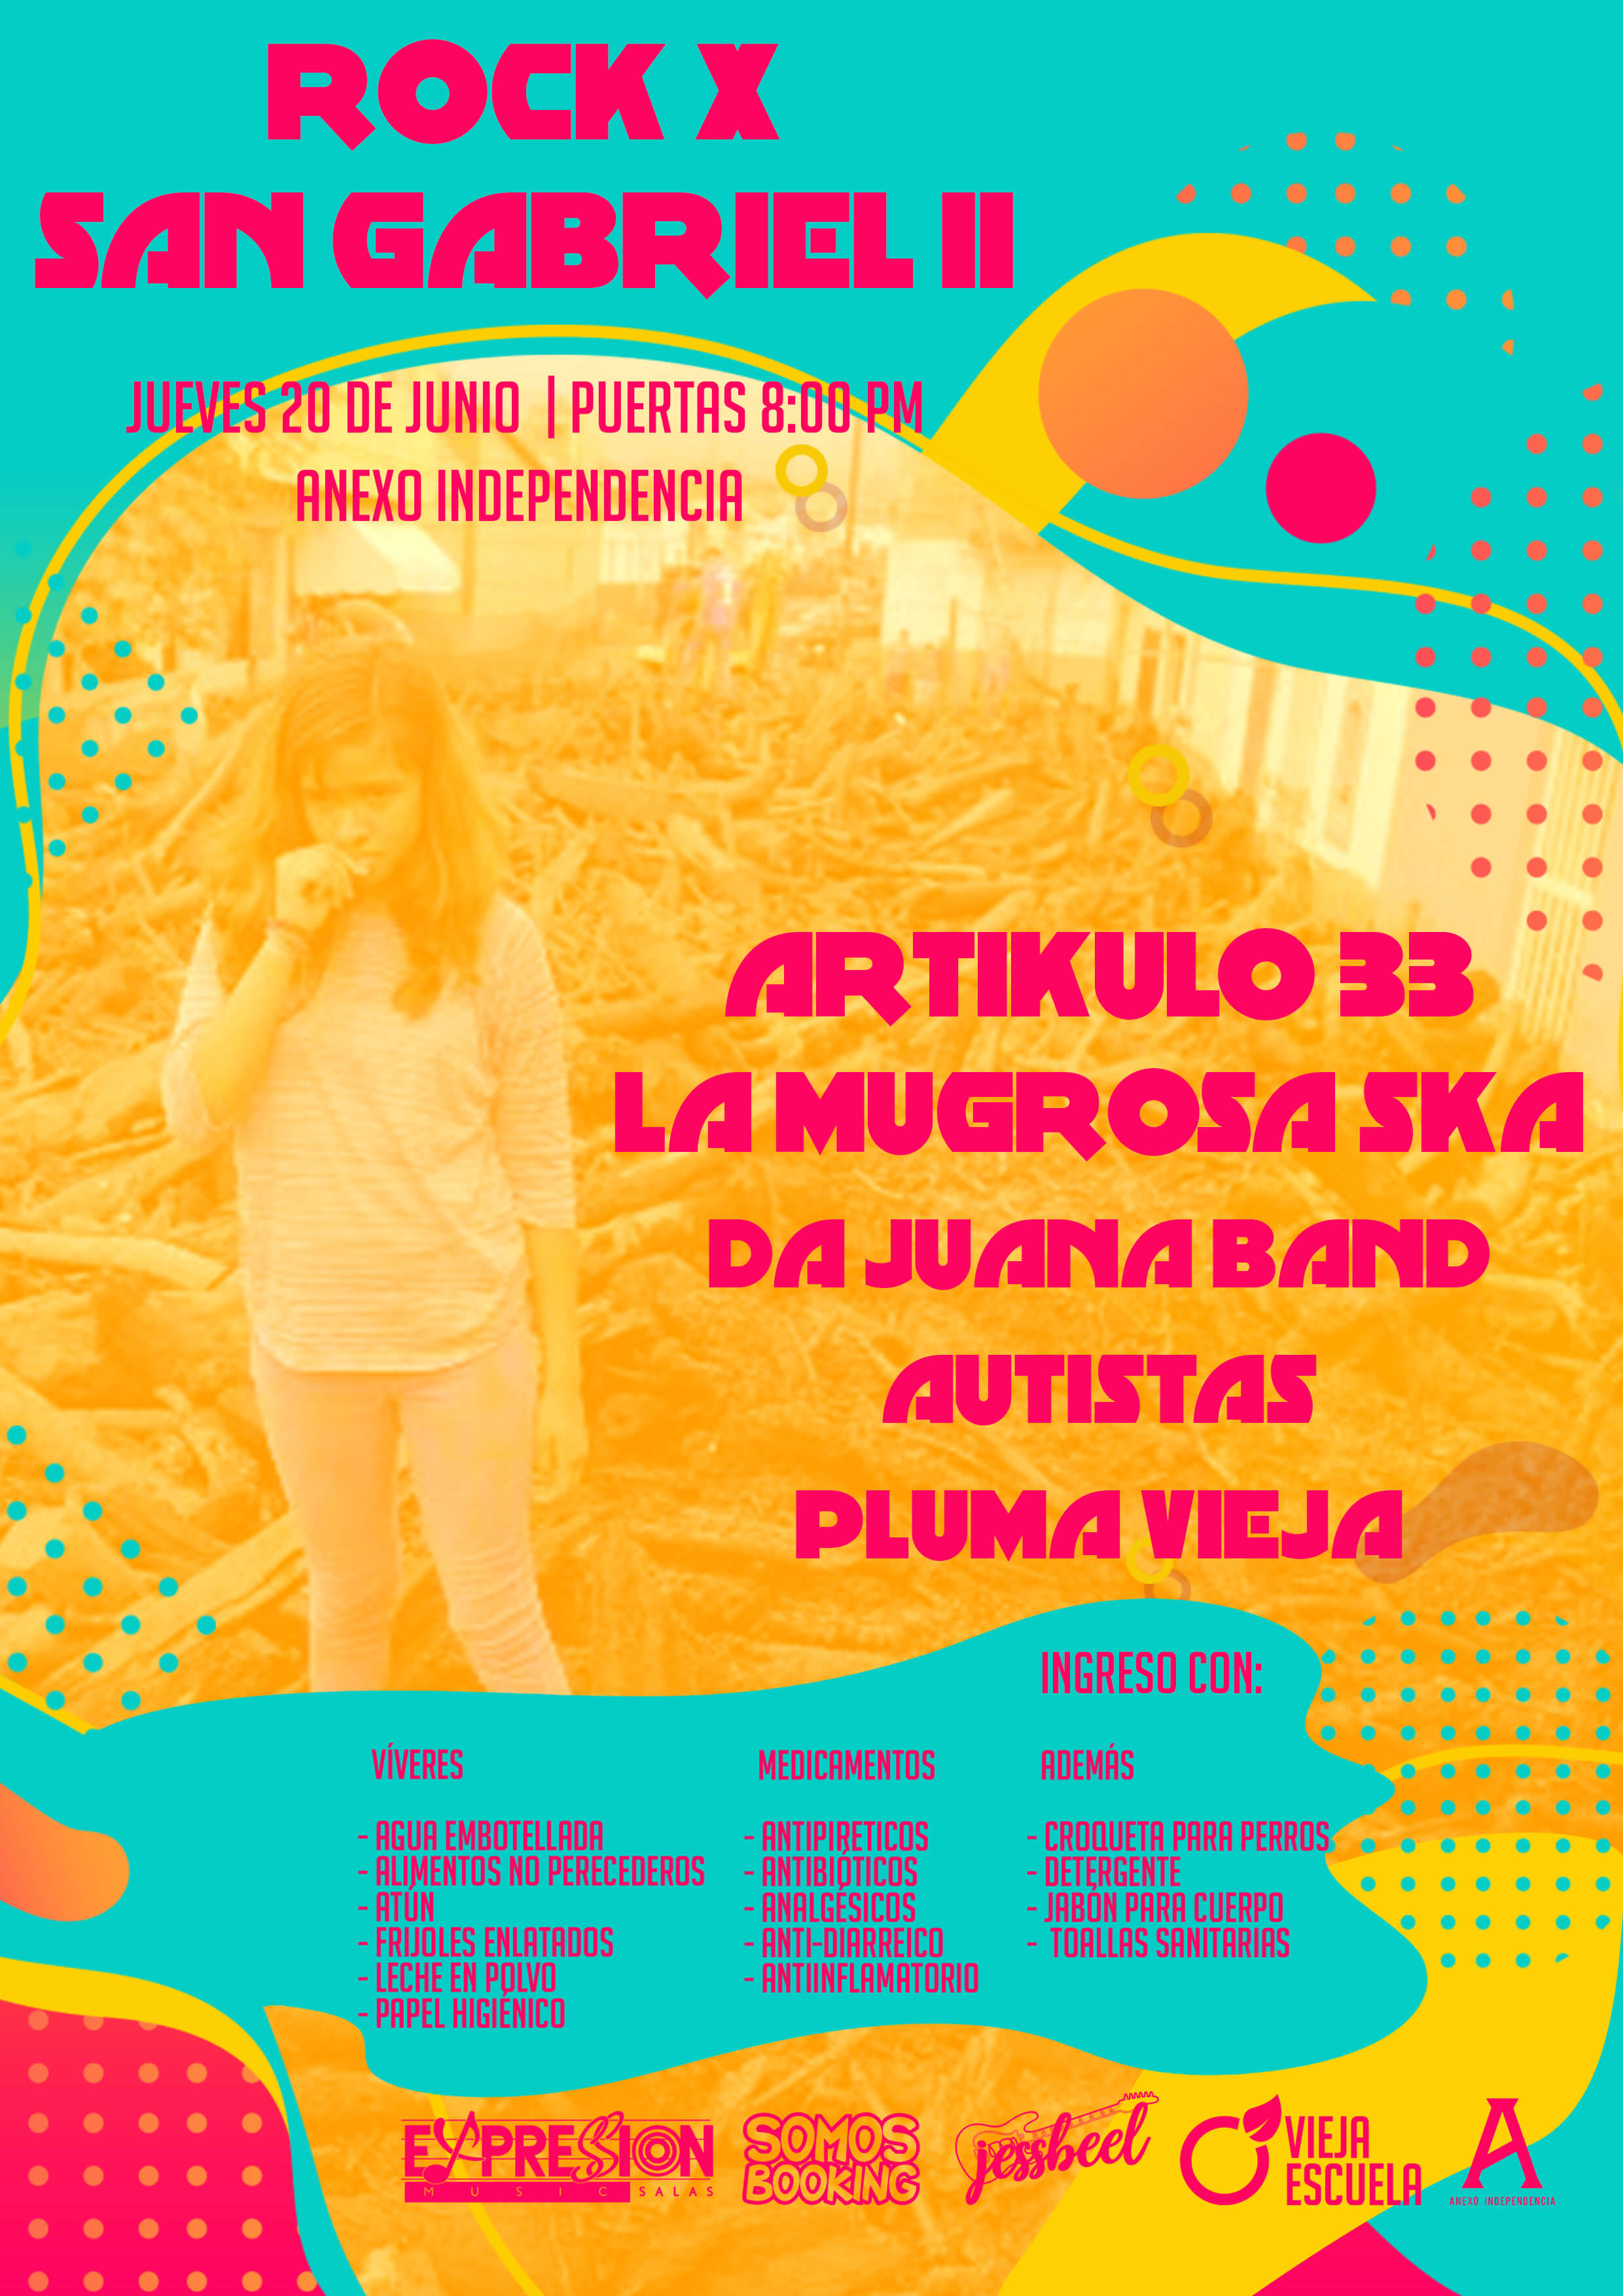 ROCK X
SAN GABRIEL II
JUEVES 20 DE JUNIO | PUERTAS 8:00 PM
ANEXO INDEPENDENCIA
ARTIKULO 33
LA MUGROSA SKA
DA JUANA BAND
AUTISTAS
PLUMA VIEJA
INGRESO CON:
VÍVERES
- AGUA EMBOTELLADA
- ALIMENTOS NO PERECEDEROS
- ATÚN
- FRIJOLES ENLATADOS
- LECHE EN POLVO
- PAPEL HIGIÉNICO
MEDICAMENTOS
- ANTIPIRETICOS
- ANTIBIÓTICOS
- ANALGÉSICOS
- ANTI-DIARREICO
- ANTIINFLAMATORIO
ADEMÁS
- CROQUETA PARA PERROS
- DETERGENTE
- JABÓN PARA CUERPO
- TOALLAS SANITARIAS
EXPRESSION
MUSIC SALAS
SOMOS
BOOKING
jessbeel
VIEJA
ESCUELA
A
ANEXO INDEPENDENCIA